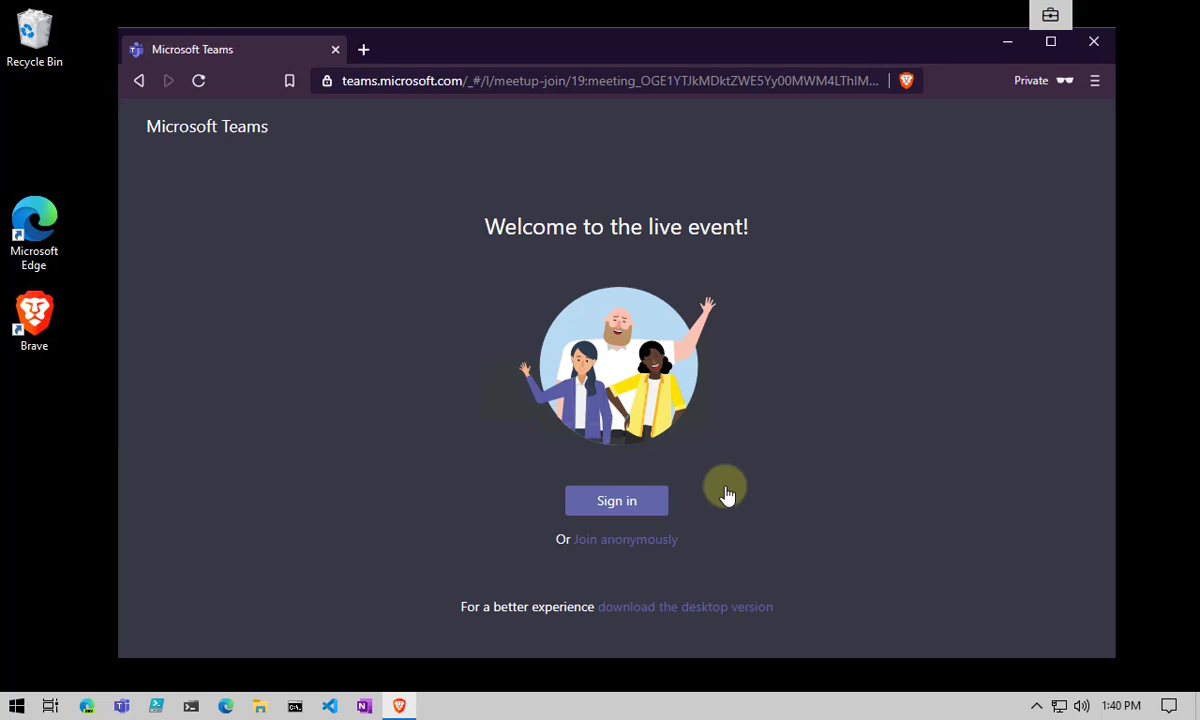 Recycle Bin
Microsoft Edge
Brave
Microsoft Teams
teams.microsoft.com/_#/l/meetup-join/19:meeting_OGE1YTJkMDktZWE5Yy00MWM4LThlM...
Private
Microsoft Teams
Welcome to the live event!
Sign in
Or Join anonymously
For a better experience download the desktop version
1:40 PM